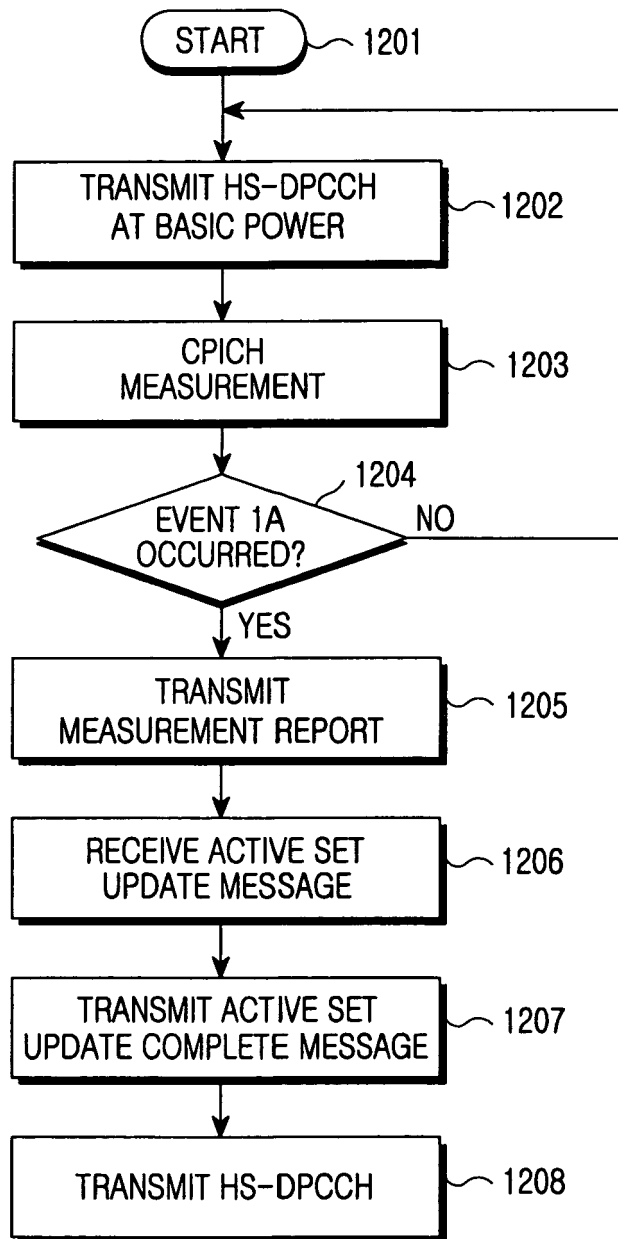 START
1201
TRANSMIT HS-DPCCH
AT BASIC POWER
1202
CPICH
MEASUREMENT
1203
1204
EVENT 1A
OCCURRED?
NO
YES
TRANSMIT
MEASUREMENT REPORT
1205
RECEIVE ACTIVE SET
UPDATE MESSAGE
1206
TRANSMIT ACTIVE SET
UPDATE COMPLETE MESSAGE
1207
TRANSMIT HS-DPCCH
1208